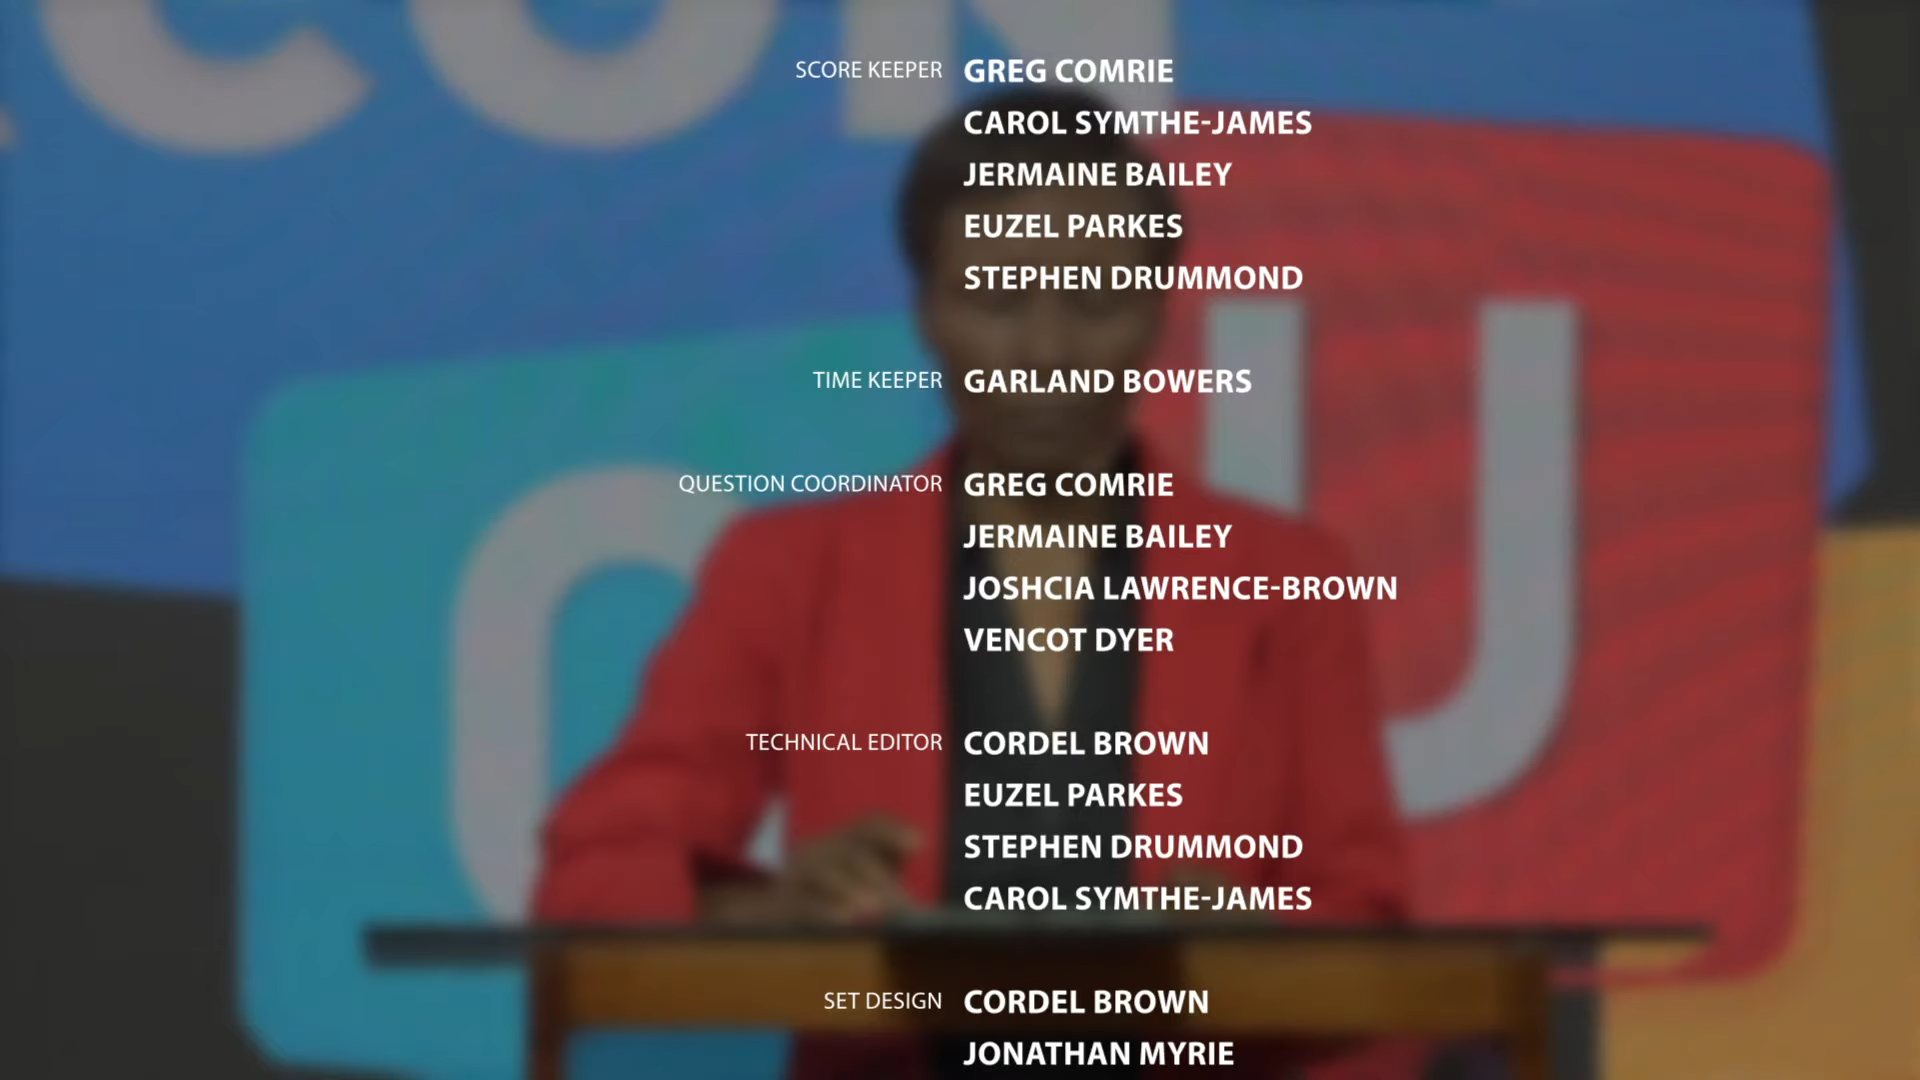 CON
QU
SCORE KEEPER GREG COMRIE
CAROL SYMTHE-JAMES
JERMAINE BAILEY
EUZEL PARKES
STEPHEN DRUMMOND
TIME KEEPER GARLAND BOWERS
QUESTION COORDINATOR GREG COMRIE
JERMAINE BAILEY
JOSHCIA LAWRENCE-BROWN
VENCOT DYER
TECHNICAL EDITOR CORDEL BROWN
EUZEL PARKES
STEPHEN DRUMMOND
CAROL SYMTHE-JAMES
SET DESIGN CORDEL BROWN
JONATHAN MYRIE